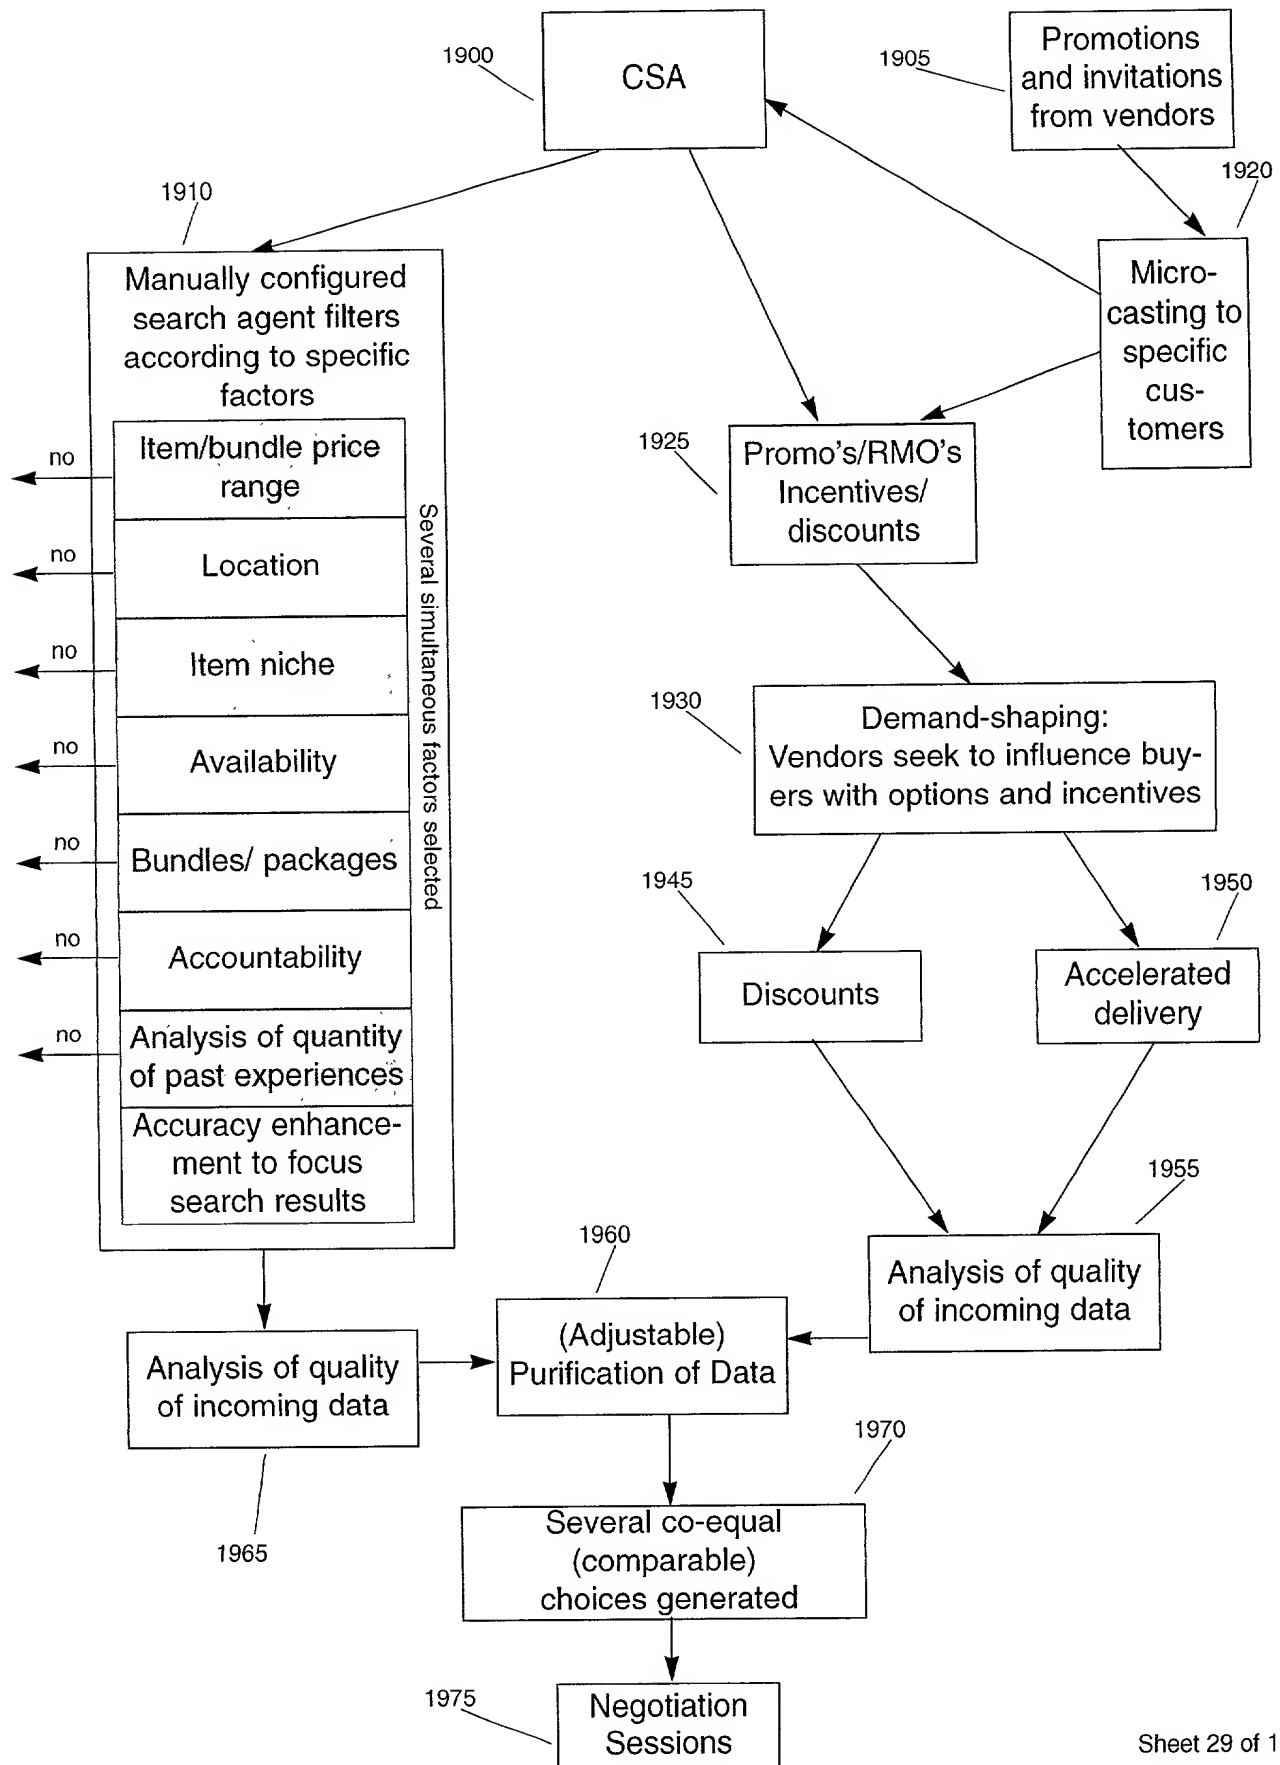 1900
CSA
1905
Promotions
and invitations
from vendors
1910
1920
Manually configured
search agent filters
according to specific
factors
Micro-
casting to
specific
cus-
tomers
no
Item/bundle price
range
no
Location
no
Item niche
no
Availability
no
Bundles/ packages
no
Accountability
no
Analysis of quantity
of past experiences
Accuracy enhance-
ment to focus
search results
Several simultaneous factors selected
1925
Promo's/RMO's
Incentives/
discounts
1930
Demand-shaping:
Vendors seek to influence buy-
ers with options and incentives
1945
Discounts
1950
Accelerated
delivery
1955
Analysis of quality
of incoming data
1960
(Adjustable)
Purification of Data
Analysis of quality
of incoming data
1965
1970
Several co-equal
(comparable)
choices generated
1975
Negotiation
Sessions
Sheet 29 of 1